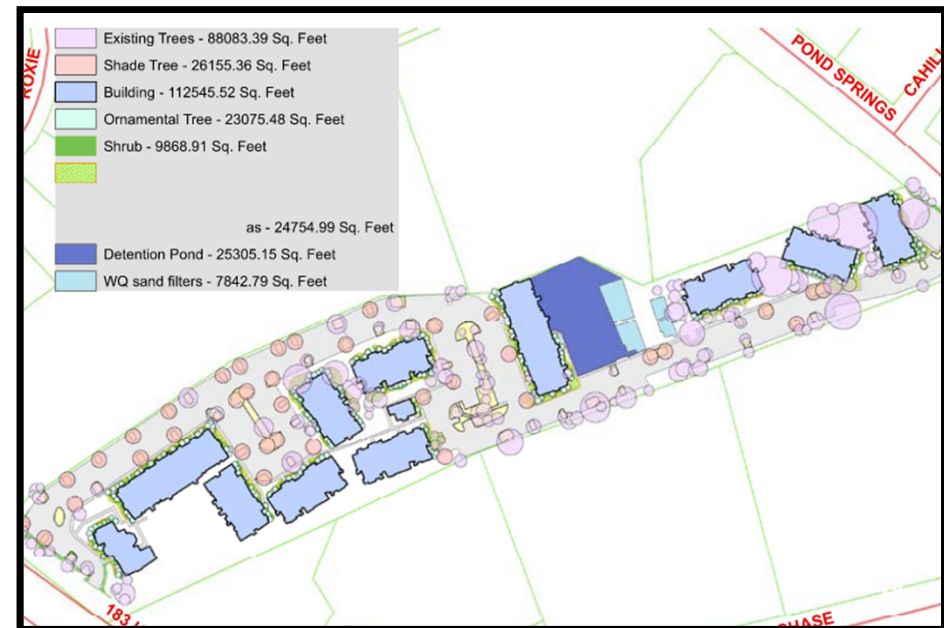 Existing Trees - 88083.39 Sq. Feet
Shade Tree - 26155.36 Sq. Feet
Building - 112545.52 Sq. Feet
Ornamental Tree - 23075.48 Sq. Feet
Shrub - 9868.91 Sq. Feet
as - 24754.99 Sq. Feet
Detention Pond - 25305.15 Sq. Feet
WQ sand filters - 7842.79 Sq. Feet
ROXIE
POND SPRINGS
CAHILL
183
CHASE